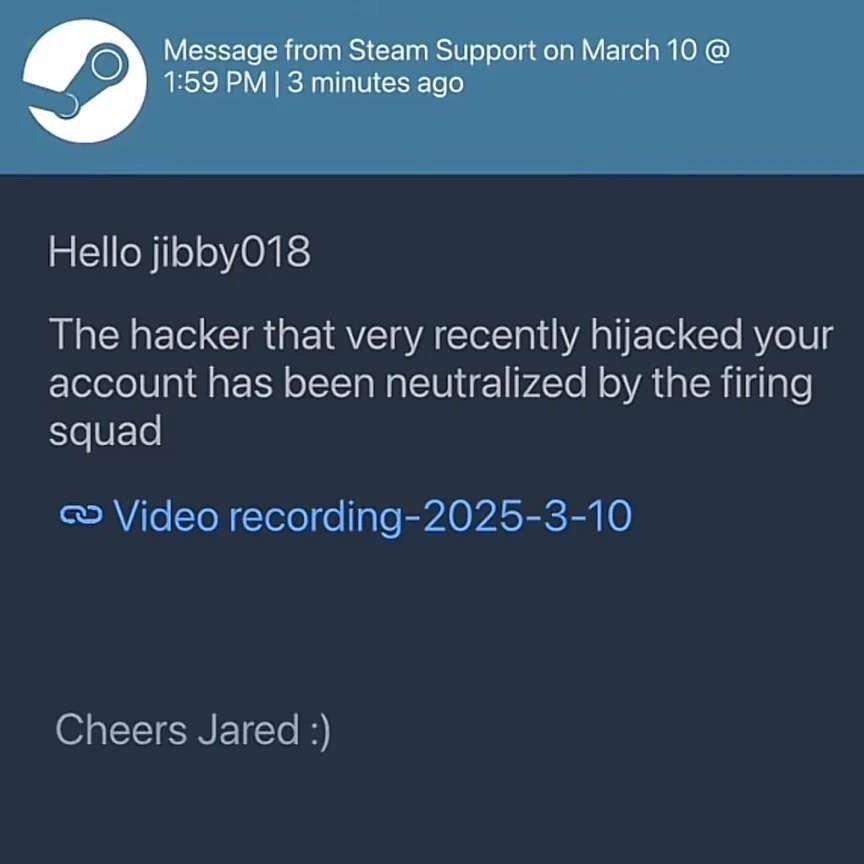 Message from Steam Support on March 10 @
1:59 PM | 3 minutes ago
Hello jibby018
The hacker that very recently hijacked your
account has been neutralized by the firing
squad
Video recording-2025-3-10
Cheers Jared :)